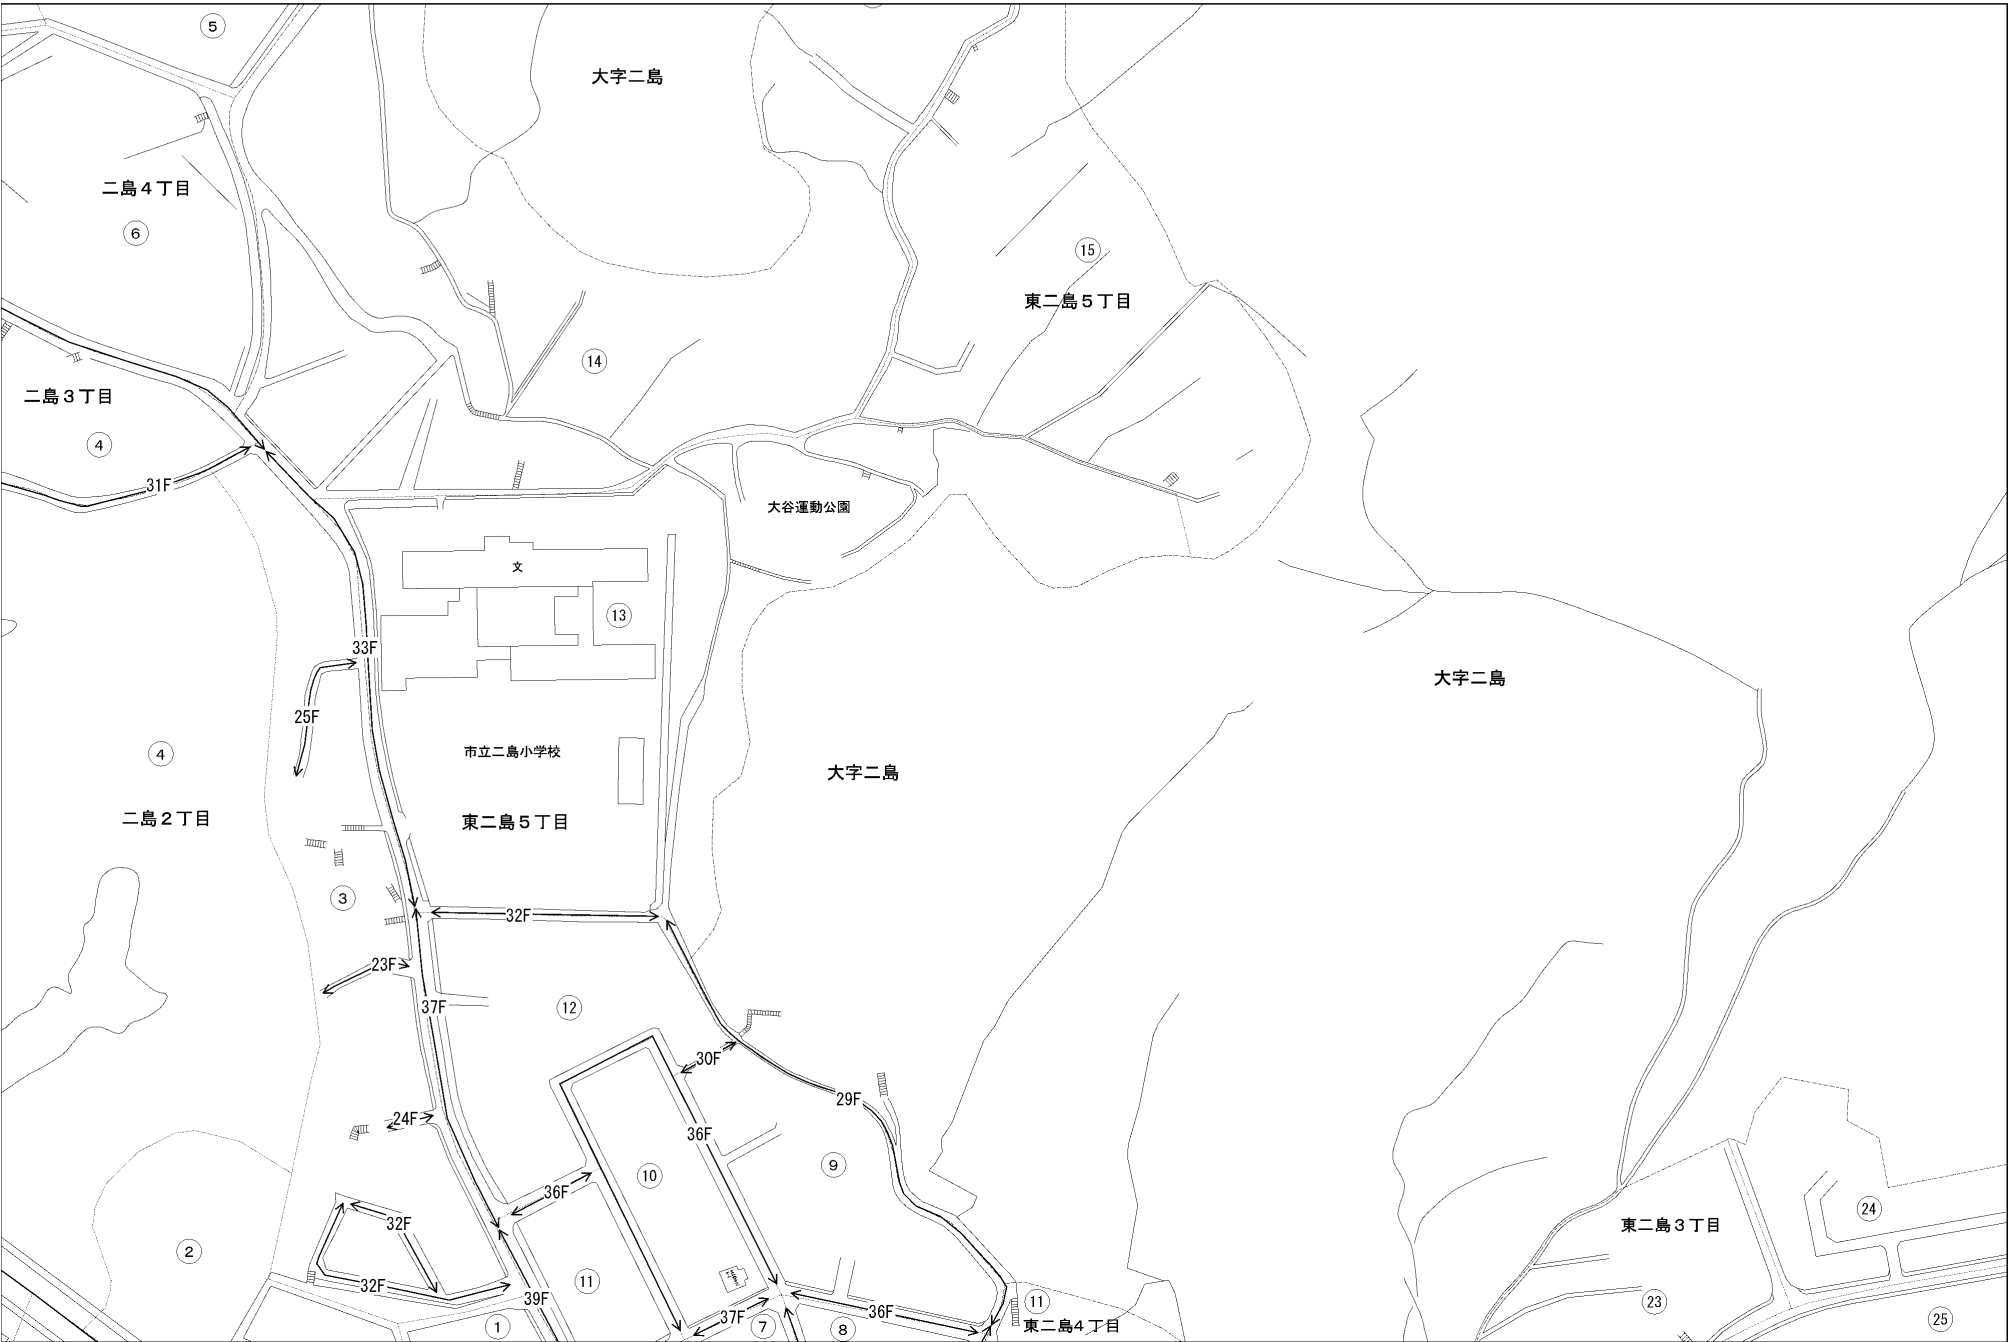 ⑤
大字二島
二島４丁目
⑥
⑮
東二島５丁目
⑭
二島３丁目
④
31F
大谷運動公園
文
⑬
33F
25F
大字二島
④
市立二島小学校
大字二島
二島２丁目
東二島５丁目
③
32F
23F
37F
⑫
30F
29F
24F
36F
⑨
⑩
36F
32F
㉔
東二島３丁目
②
32F
⑪
39F
37F
36F
⑪
㉓
①
⑦
⑧
東二島４丁目
㉕